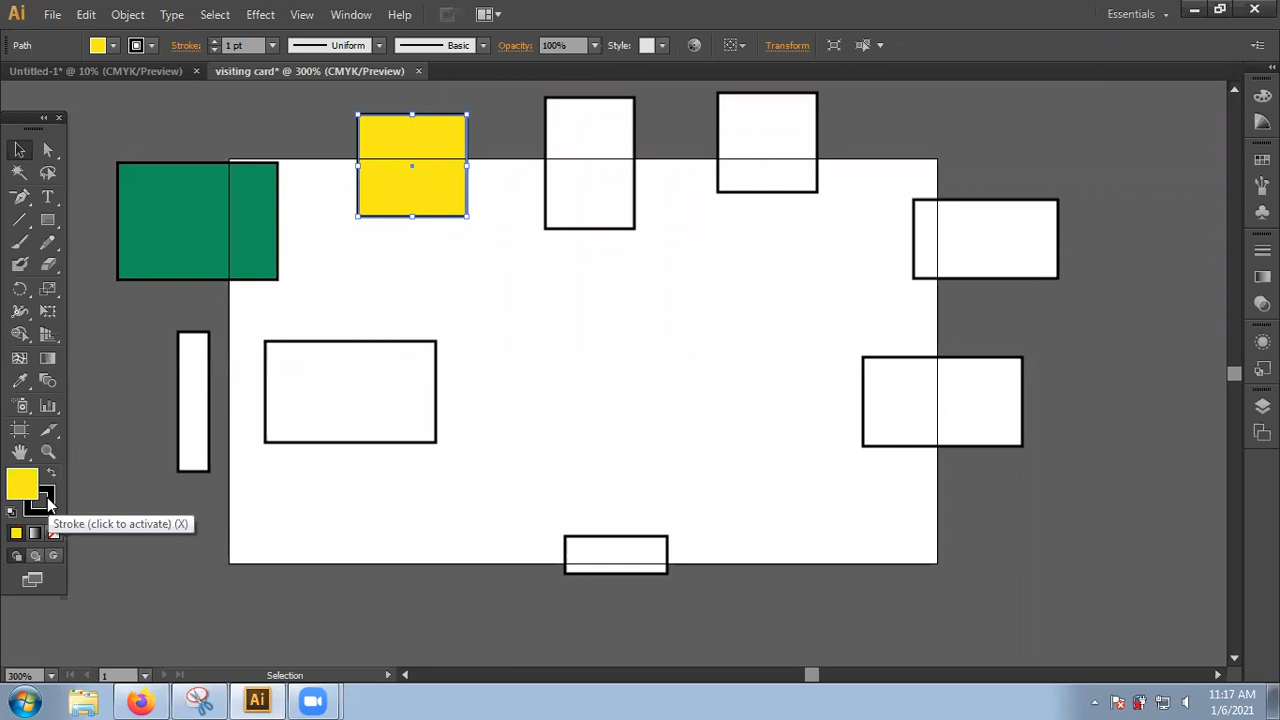 Ai File Edit Object Type Select Effect View Window Help Br Essentials
Path Stroke: 1 pt Uniform Basic Opacity: 100% Style: Transform
Untitled-1* @ 10% (CMYK/Preview) × visiting card* @ 300% (CMYK/Preview) ×
T
Stroke (click to activate) (X)
300% 1 Selection
Ai 11:17 AM
1/6/2021